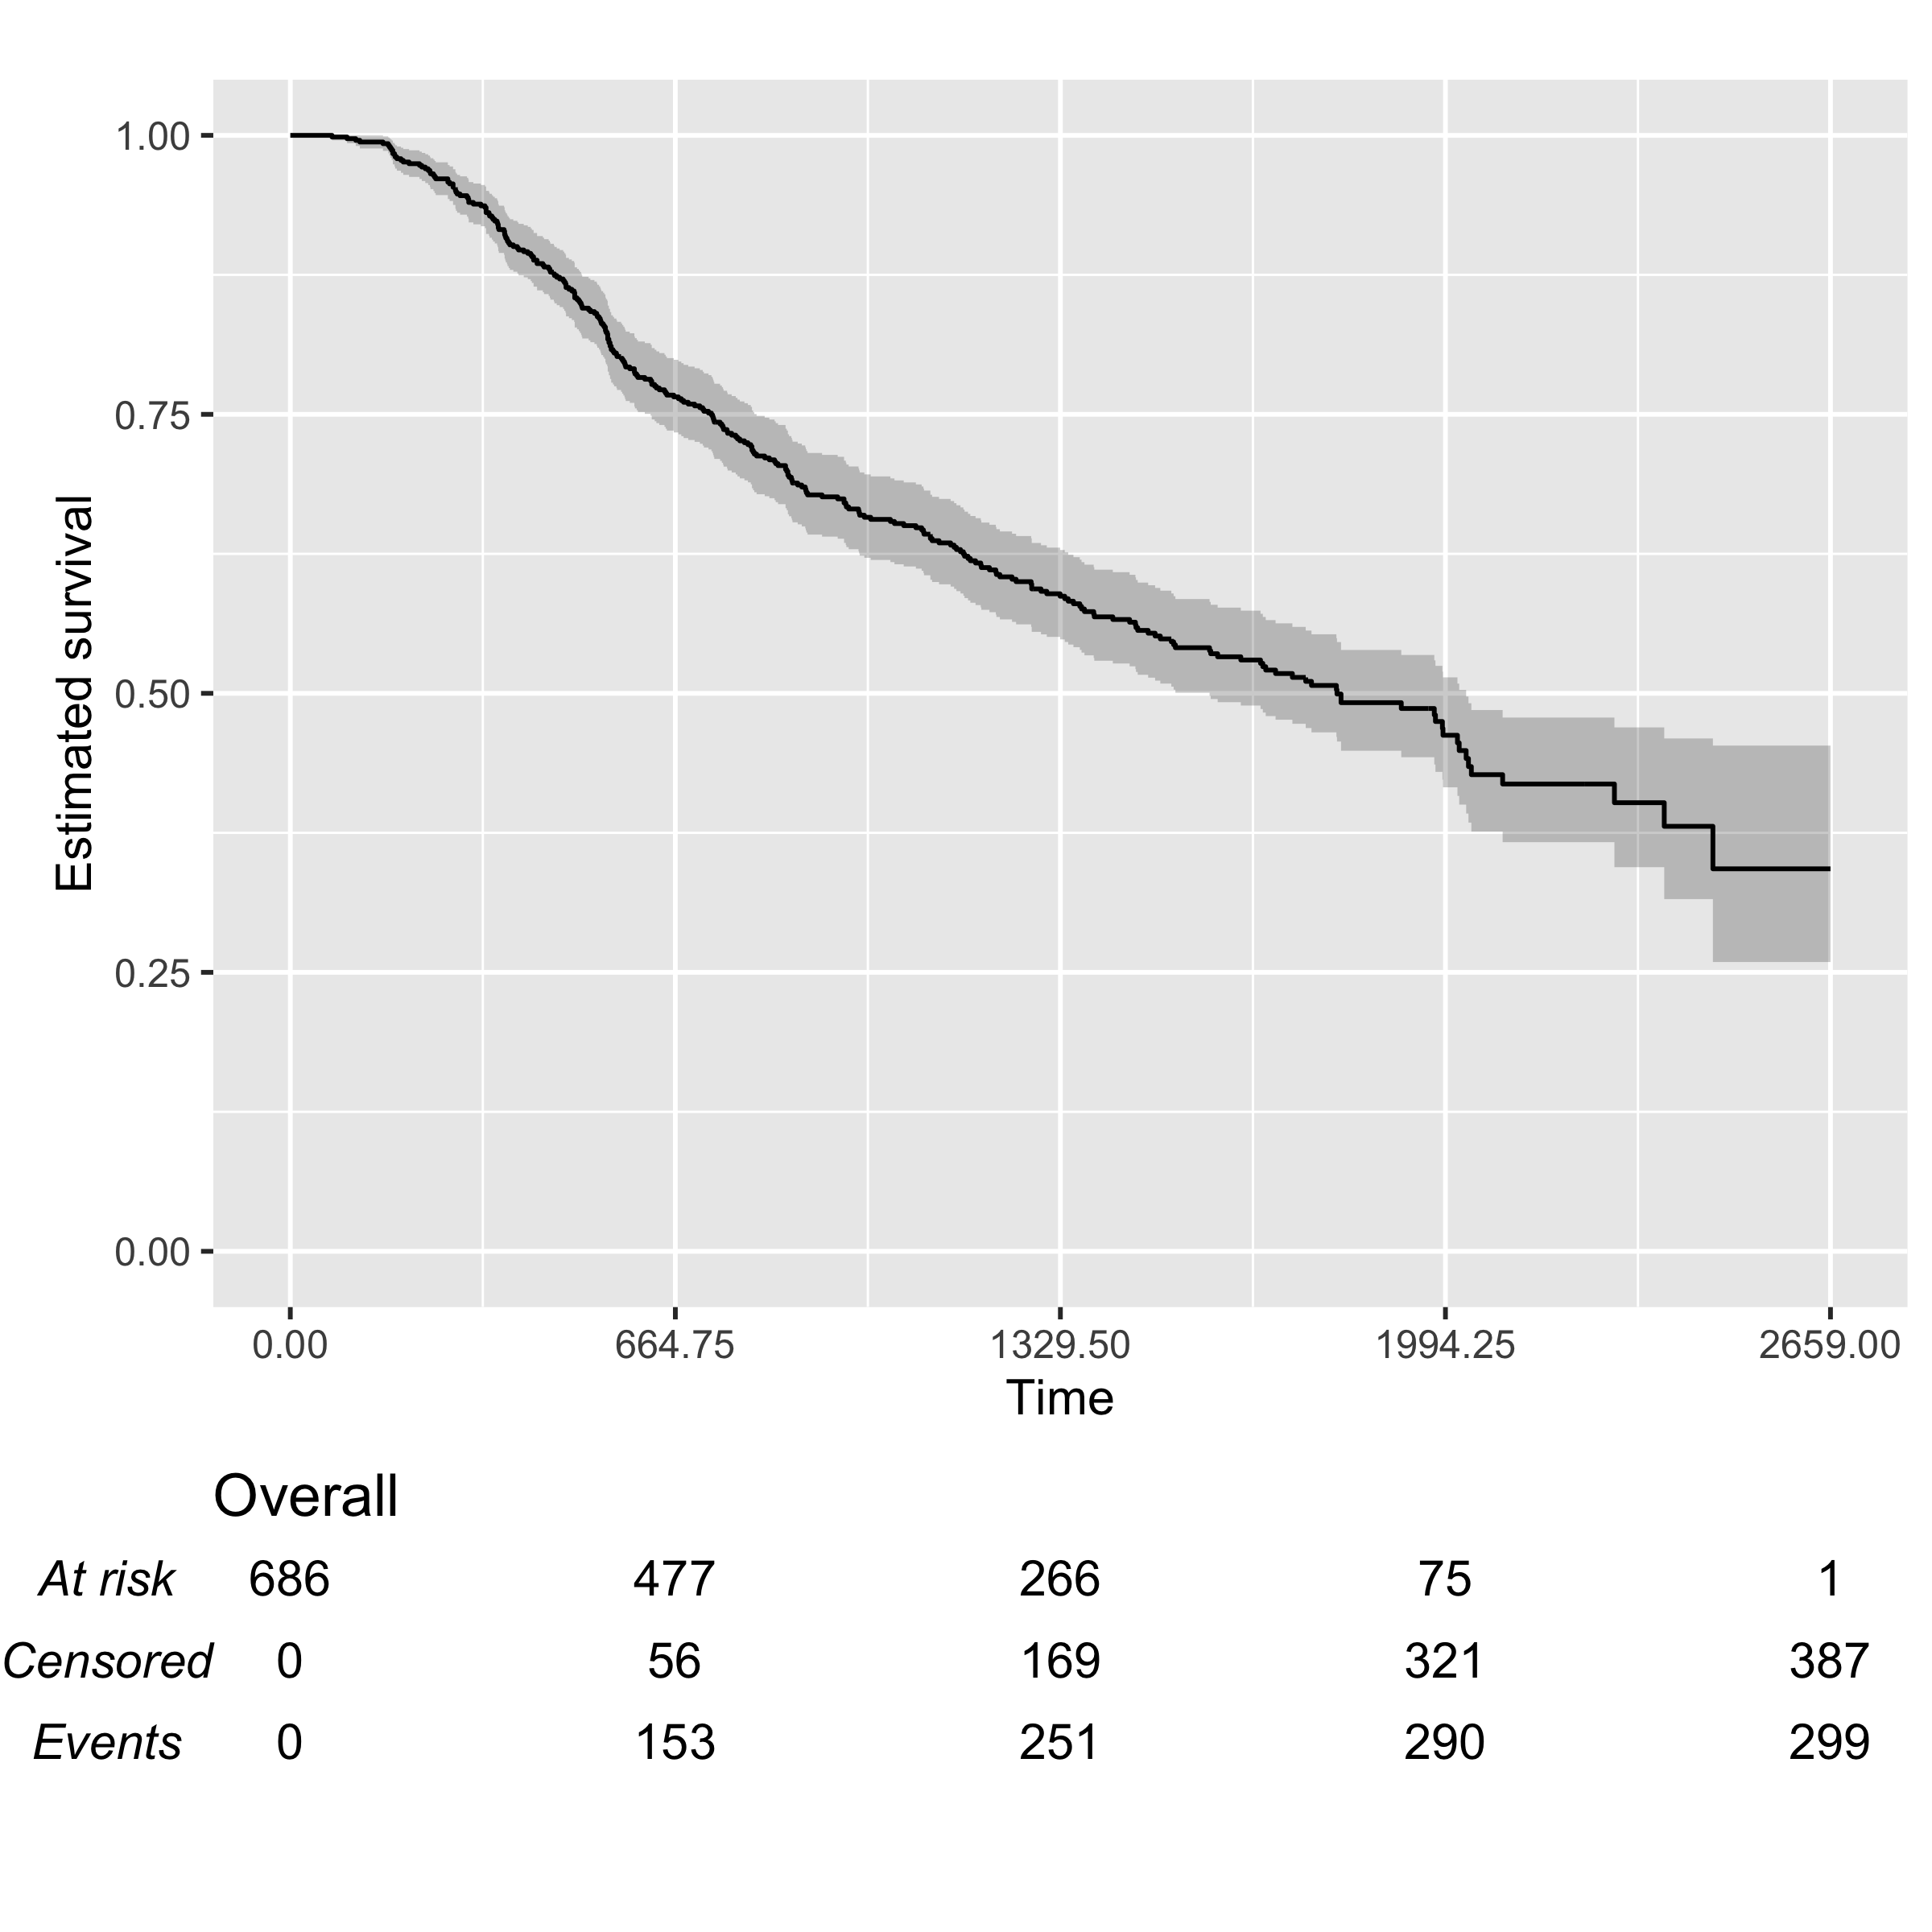 Estimated survival
1.00
0.75
0.50
0.25
0.00
0.00 664.75 1329.50 1994.25 2659.00
Time
Overall
At risk 686 477 266 75 1
Censored 0 56 169 321 387
Events 0 153 251 290 299